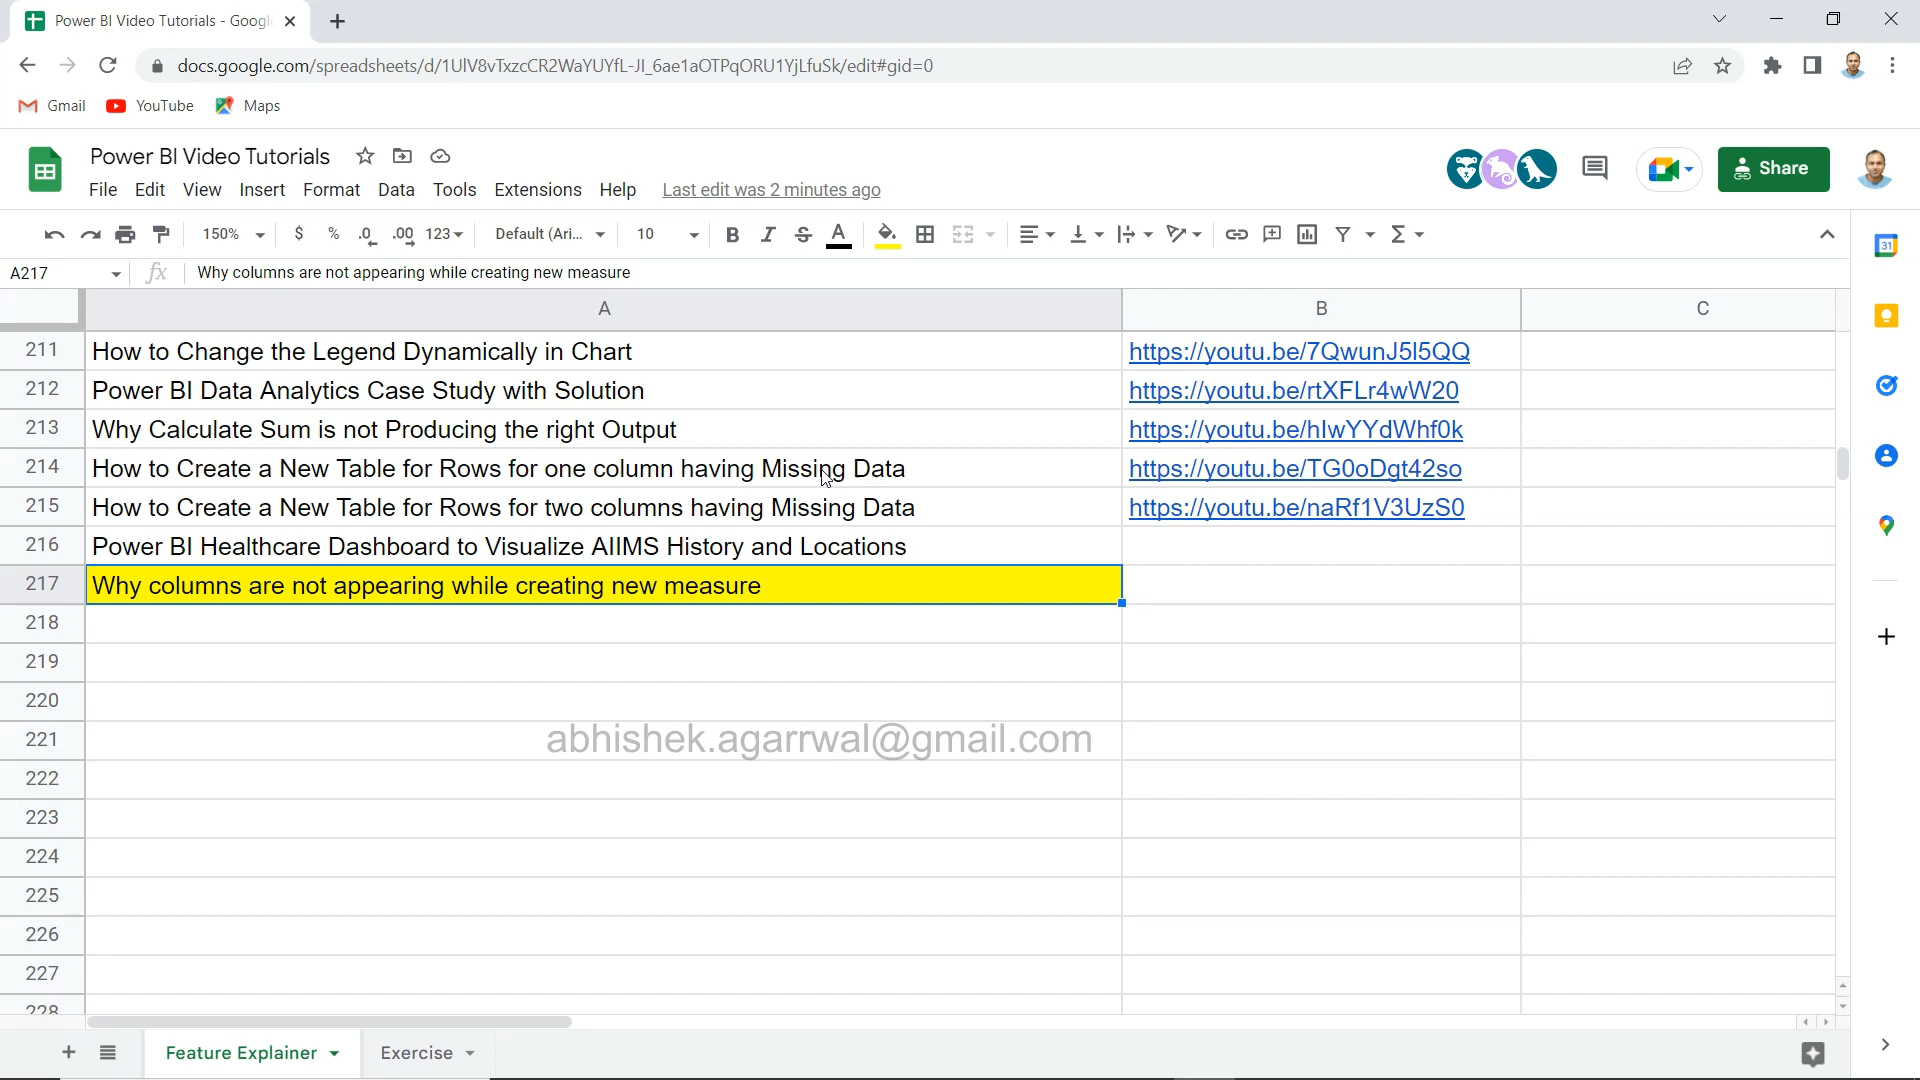 Power BI Video Tutorials - Googl
docs.google.com/spreadsheets/d/1UlV8vTxzcCR2WaYUYfL-JI_6ae1aOTPqORU1YjLfuSk/edit#gid=0
Gmail YouTube Maps
Power BI Video Tutorials
File Edit View Insert Format Data Tools Extensions Help Last edit was 2 minutes ago
Share
150% $ % .0 .00 123 Default (Ari... 10 B I S A
31
A217 fx Why columns are not appearing while creating new measure
A B C
211 How to Change the Legend Dynamically in Chart https://youtu.be/7QwunJ5l5QQ
212 Power BI Data Analytics Case Study with Solution https://youtu.be/rtXFLr4wW20
213 Why Calculate Sum is not Producing the right Output https://youtu.be/hlwYYdWhf0k
214 How to Create a New Table for Rows for one column having Missing Data https://youtu.be/TG0oDgt42so
215 How to Create a New Table for Rows for two columns having Missing Data https://youtu.be/naRf1V3UzS0
216 Power BI Healthcare Dashboard to Visualize AIIMS History and Locations
217 Why columns are not appearing while creating new measure
218
219
220
221
abhishek.agarrwal@gmail.com
222
223
224
225
226
227
228
Feature Explainer Exercise